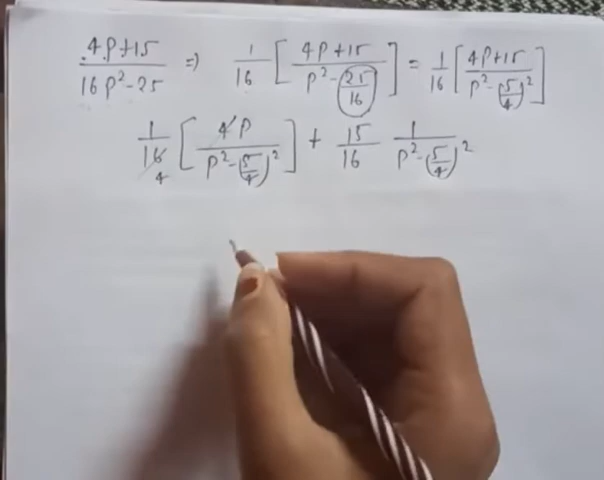 4P+15/16P²-25 ⇒ 1/16 [4P+15/P²-25/16] = 1/16 [4P+15/P²-(5/4)²]
1/16 4 [4P/P²-(5/4)²] + 15/16 1/P²-(5/4)²